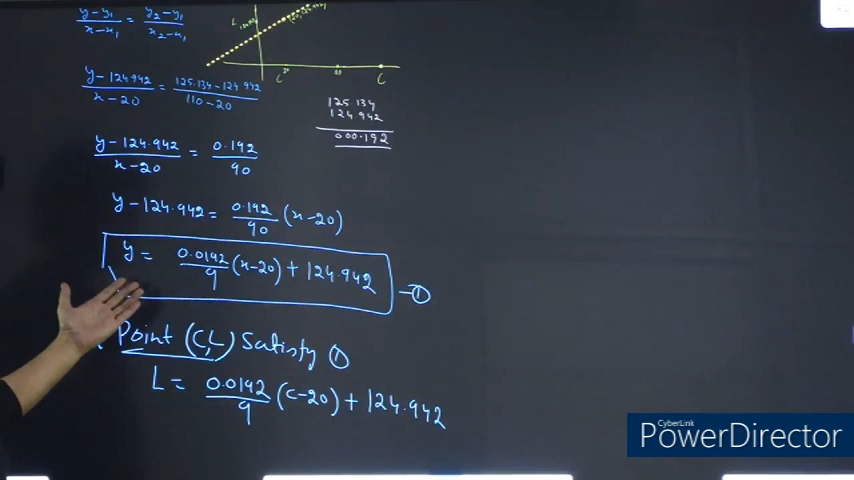 y-y₁/x-x₁ = y₂-y₁/x₂-x₁
y-124.942/x-20 = 125.134-124.942/110-20
y-124.942/x-20 = 0.192/90
y-124.942 = 0.192/90 (x-20)
y = 0.0192/9 (x-20) + 124.942 -①
Point (C,L) Satisfy ①
L = 0.0192/9 (c-20) + 124.942
L
C
125.134
124.942
000.192
CyberLink
PowerDirector